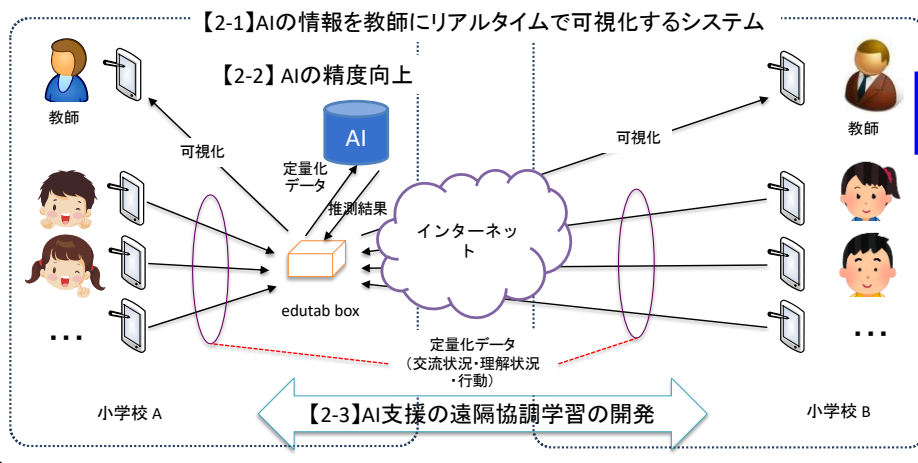 【2-1】AIの情報を教師にリアルタイムで可視化するシステム
【2-2】AIの精度向上
教師
教師
AI
可視化
可視化
定量化
データ
推測結果
インターネッ
ト
edutab box
...
...
定量化データ
（交流状況・理解状況
・行動）
小学校 A
【2-3】AI支援の遠隔協調学習の開発
小学校 B